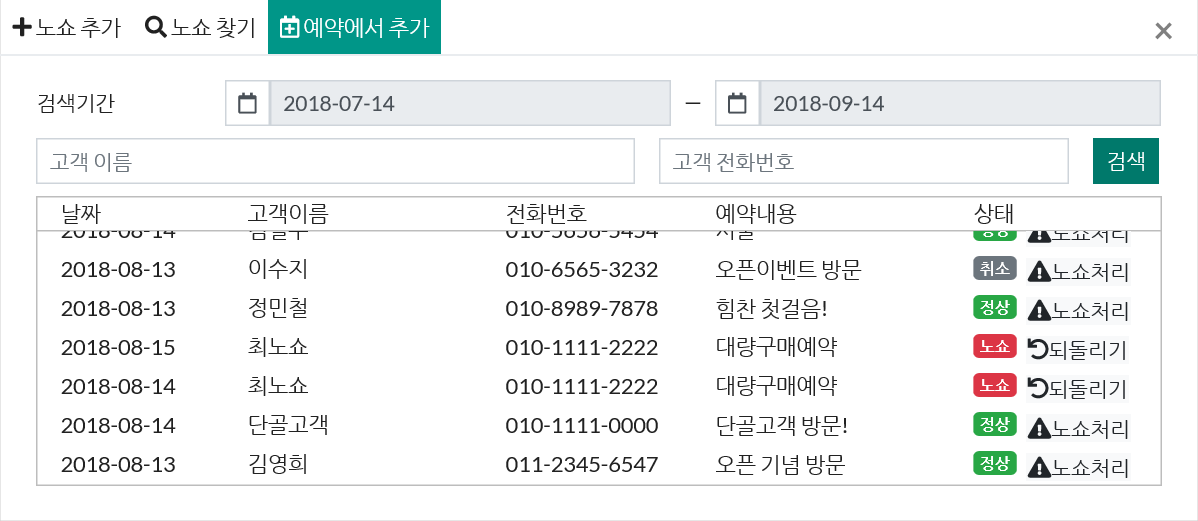 노쇼 추가 노쇼 찾기 예약에서 추가 ×
검색기간 2018-07-14 — 2018-09-14
고객 이름 고객 전화번호 검색
날짜 고객이름 전화번호 예약내용 상태
2018-08-14 010-5656-5454 정상 노쇼처리
2018-08-13 이수지 010-6565-3232 오픈이벤트 방문 취소 노쇼처리
2018-08-13 정민철 010-8989-7878 힘찬 첫걸음! 정상 노쇼처리
2018-08-15 최노쇼 010-1111-2222 대량구매예약 노쇼 되돌리기
2018-08-14 최노쇼 010-1111-2222 대량구매예약 노쇼 되돌리기
2018-08-14 단골고객 010-1111-0000 단골고객 방문! 정상 노쇼처리
2018-08-13 김영희 011-2345-6547 오픈 기념 방문 정상 노쇼처리